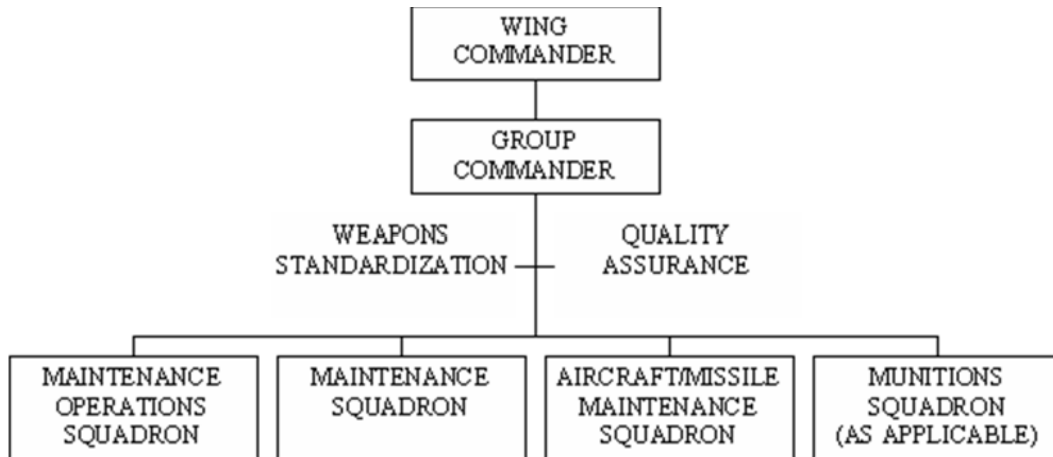 WING
COMMANDER
GROUP
COMMANDER
WEAPONS
STANDARDIZATION
QUALITY
ASSURANCE
MAINTENANCE
OPERATIONS
SQUADRON
MAINTENANCE
SQUADRON
AIRCRAFT/MISSILE
MAINTENANCE
SQUADRON
MUNITIONS
SQUADRON
(AS APPLICABLE)